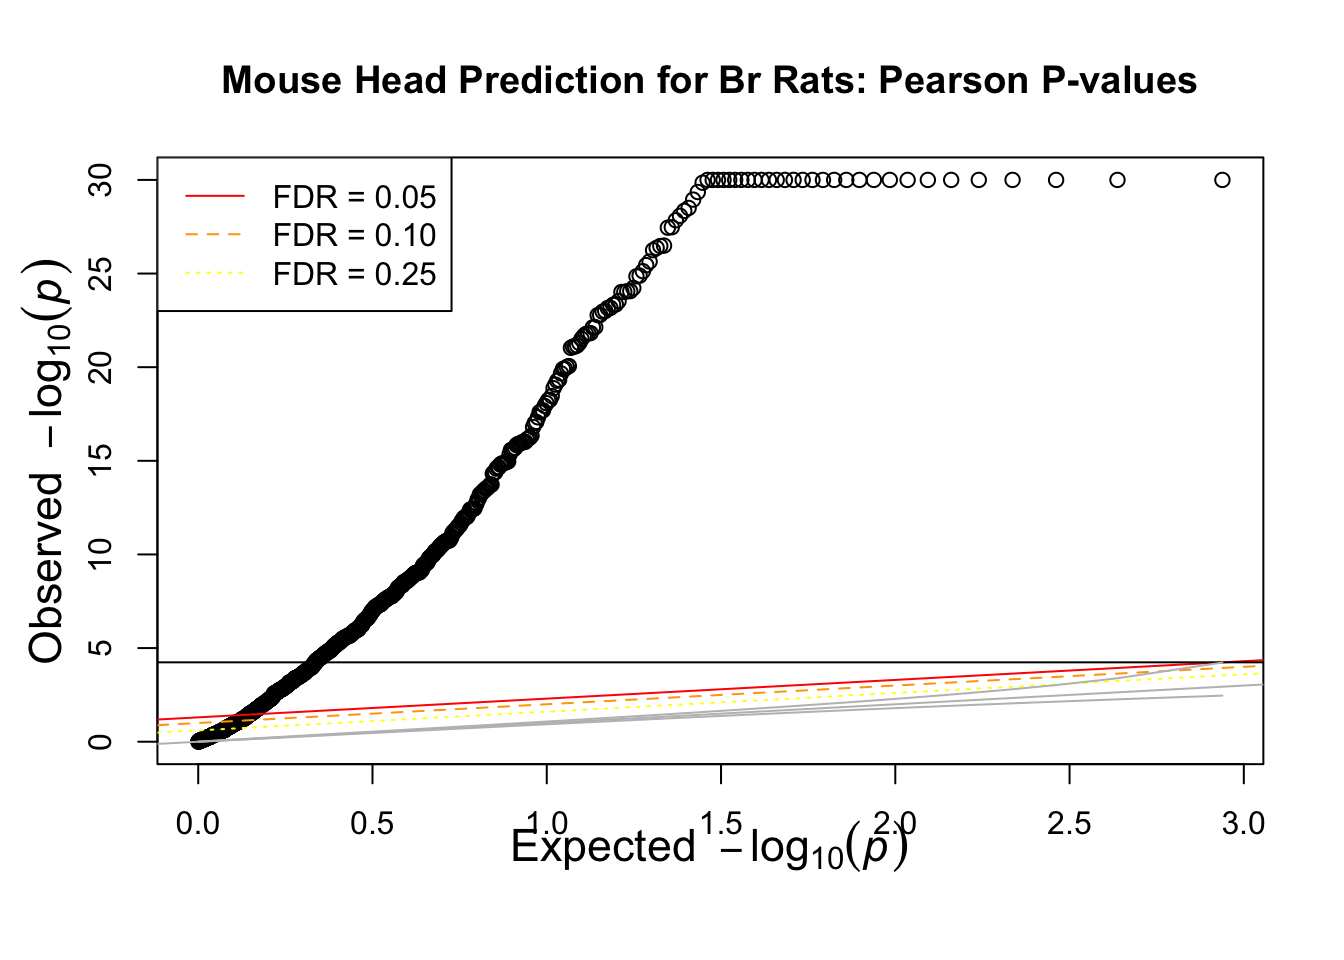 Mouse Head Prediction for Br Rats: Pearson P-values
FDR = 0.05
FDR = 0.10
FDR = 0.25
Observed −log₁₀(p)
30
25
20
15
10
5
0
0.0 0.5 1.0 1.5 2.0 2.5 3.0
Expected −log₁₀(p)